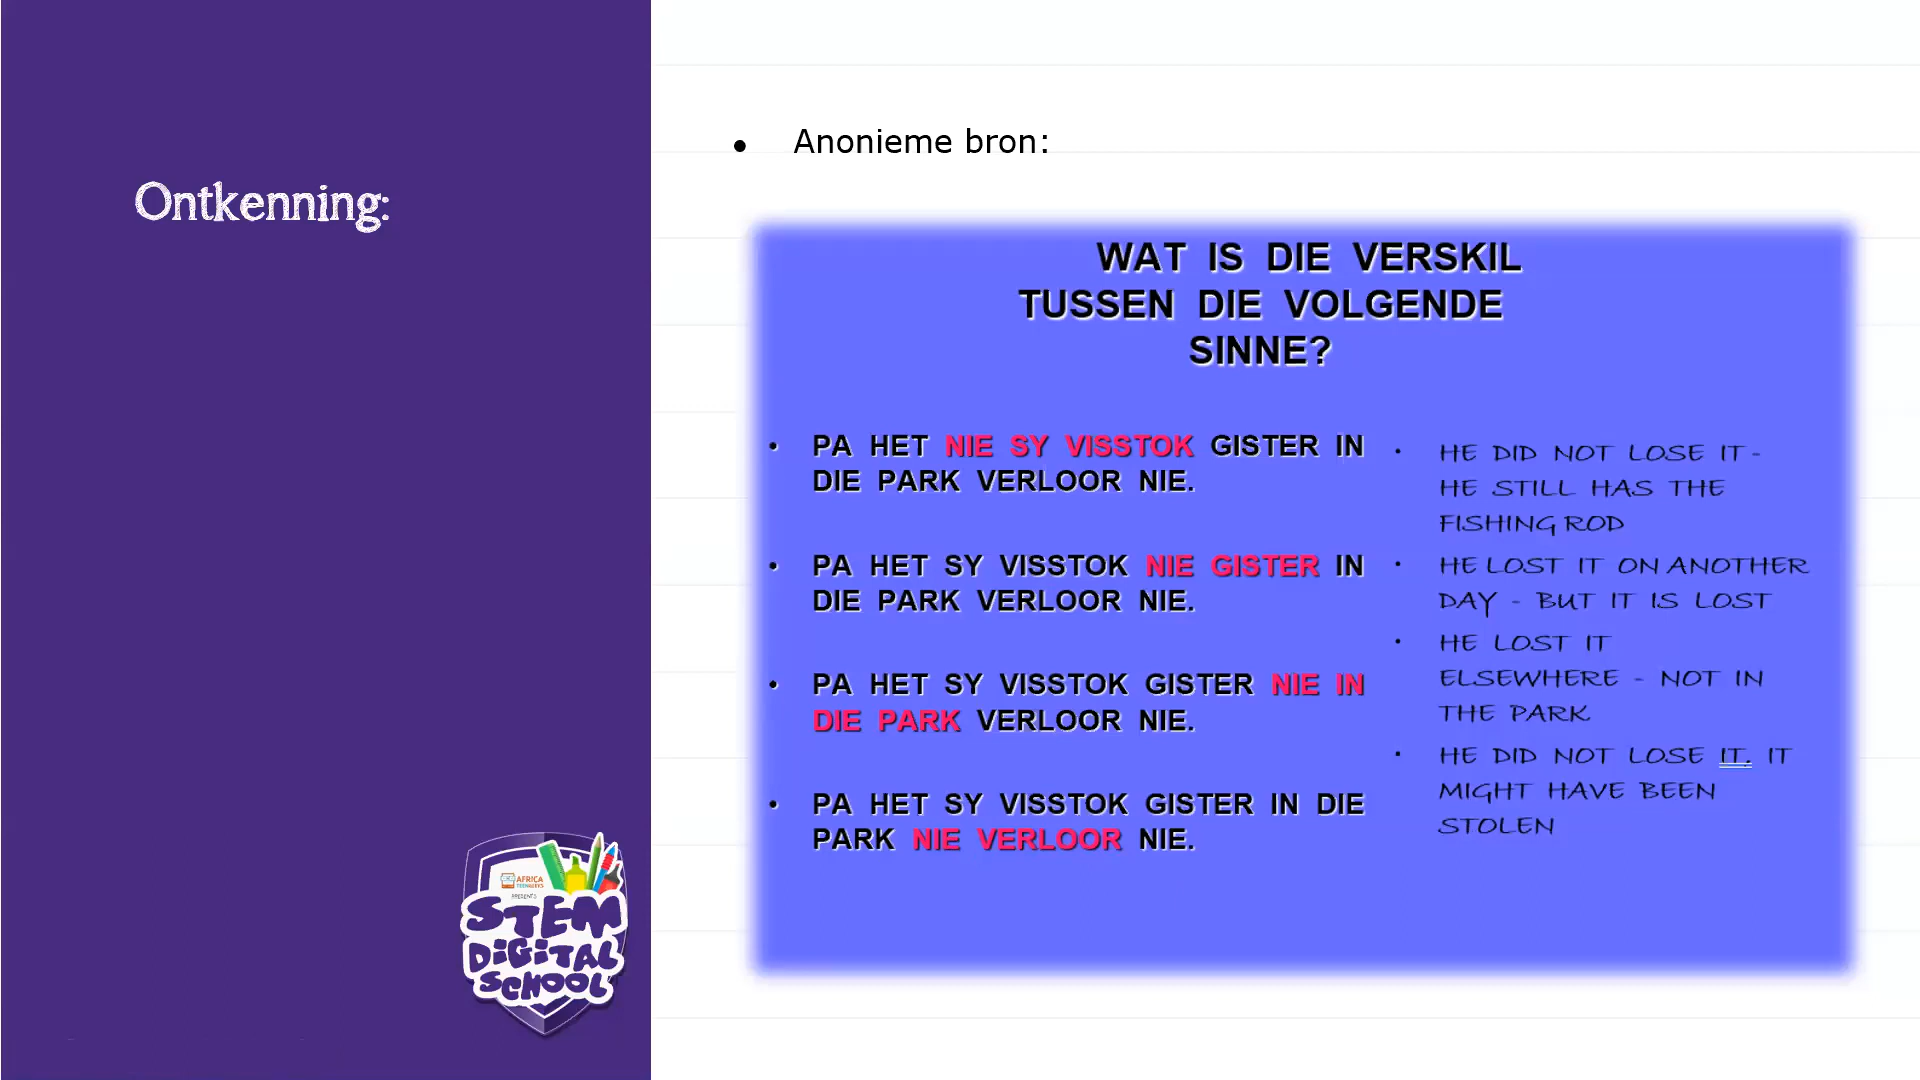 Ontkenning:
• Anonieme bron:
WAT IS DIE VERSKIL
TUSSEN DIE VOLGENDE
SINNE?
• PA HET NIE SY VISSTOK GISTER IN
DIE PARK VERLOOR NIE.
• PA HET SY VISSTOK NIE GISTER IN
DIE PARK VERLOOR NIE.
• PA HET SY VISSTOK GISTER NIE IN
DIE PARK VERLOOR NIE.
• PA HET SY VISSTOK GISTER IN DIE
PARK NIE VERLOOR NIE.
• HE DID NOT LOSE IT -
HE STILL HAS THE
FISHING ROD
• HE LOST IT ON ANOTHER
DAY - BUT IT IS LOST
• HE LOST IT
ELSEWHERE - NOT IN
THE PARK
• HE DID NOT LOSE IT. IT
MIGHT HAVE BEEN
STOLEN
AFRICA
TEEN GEEKS
PRESENTS
STEM
DIGITAL
SCHOOL